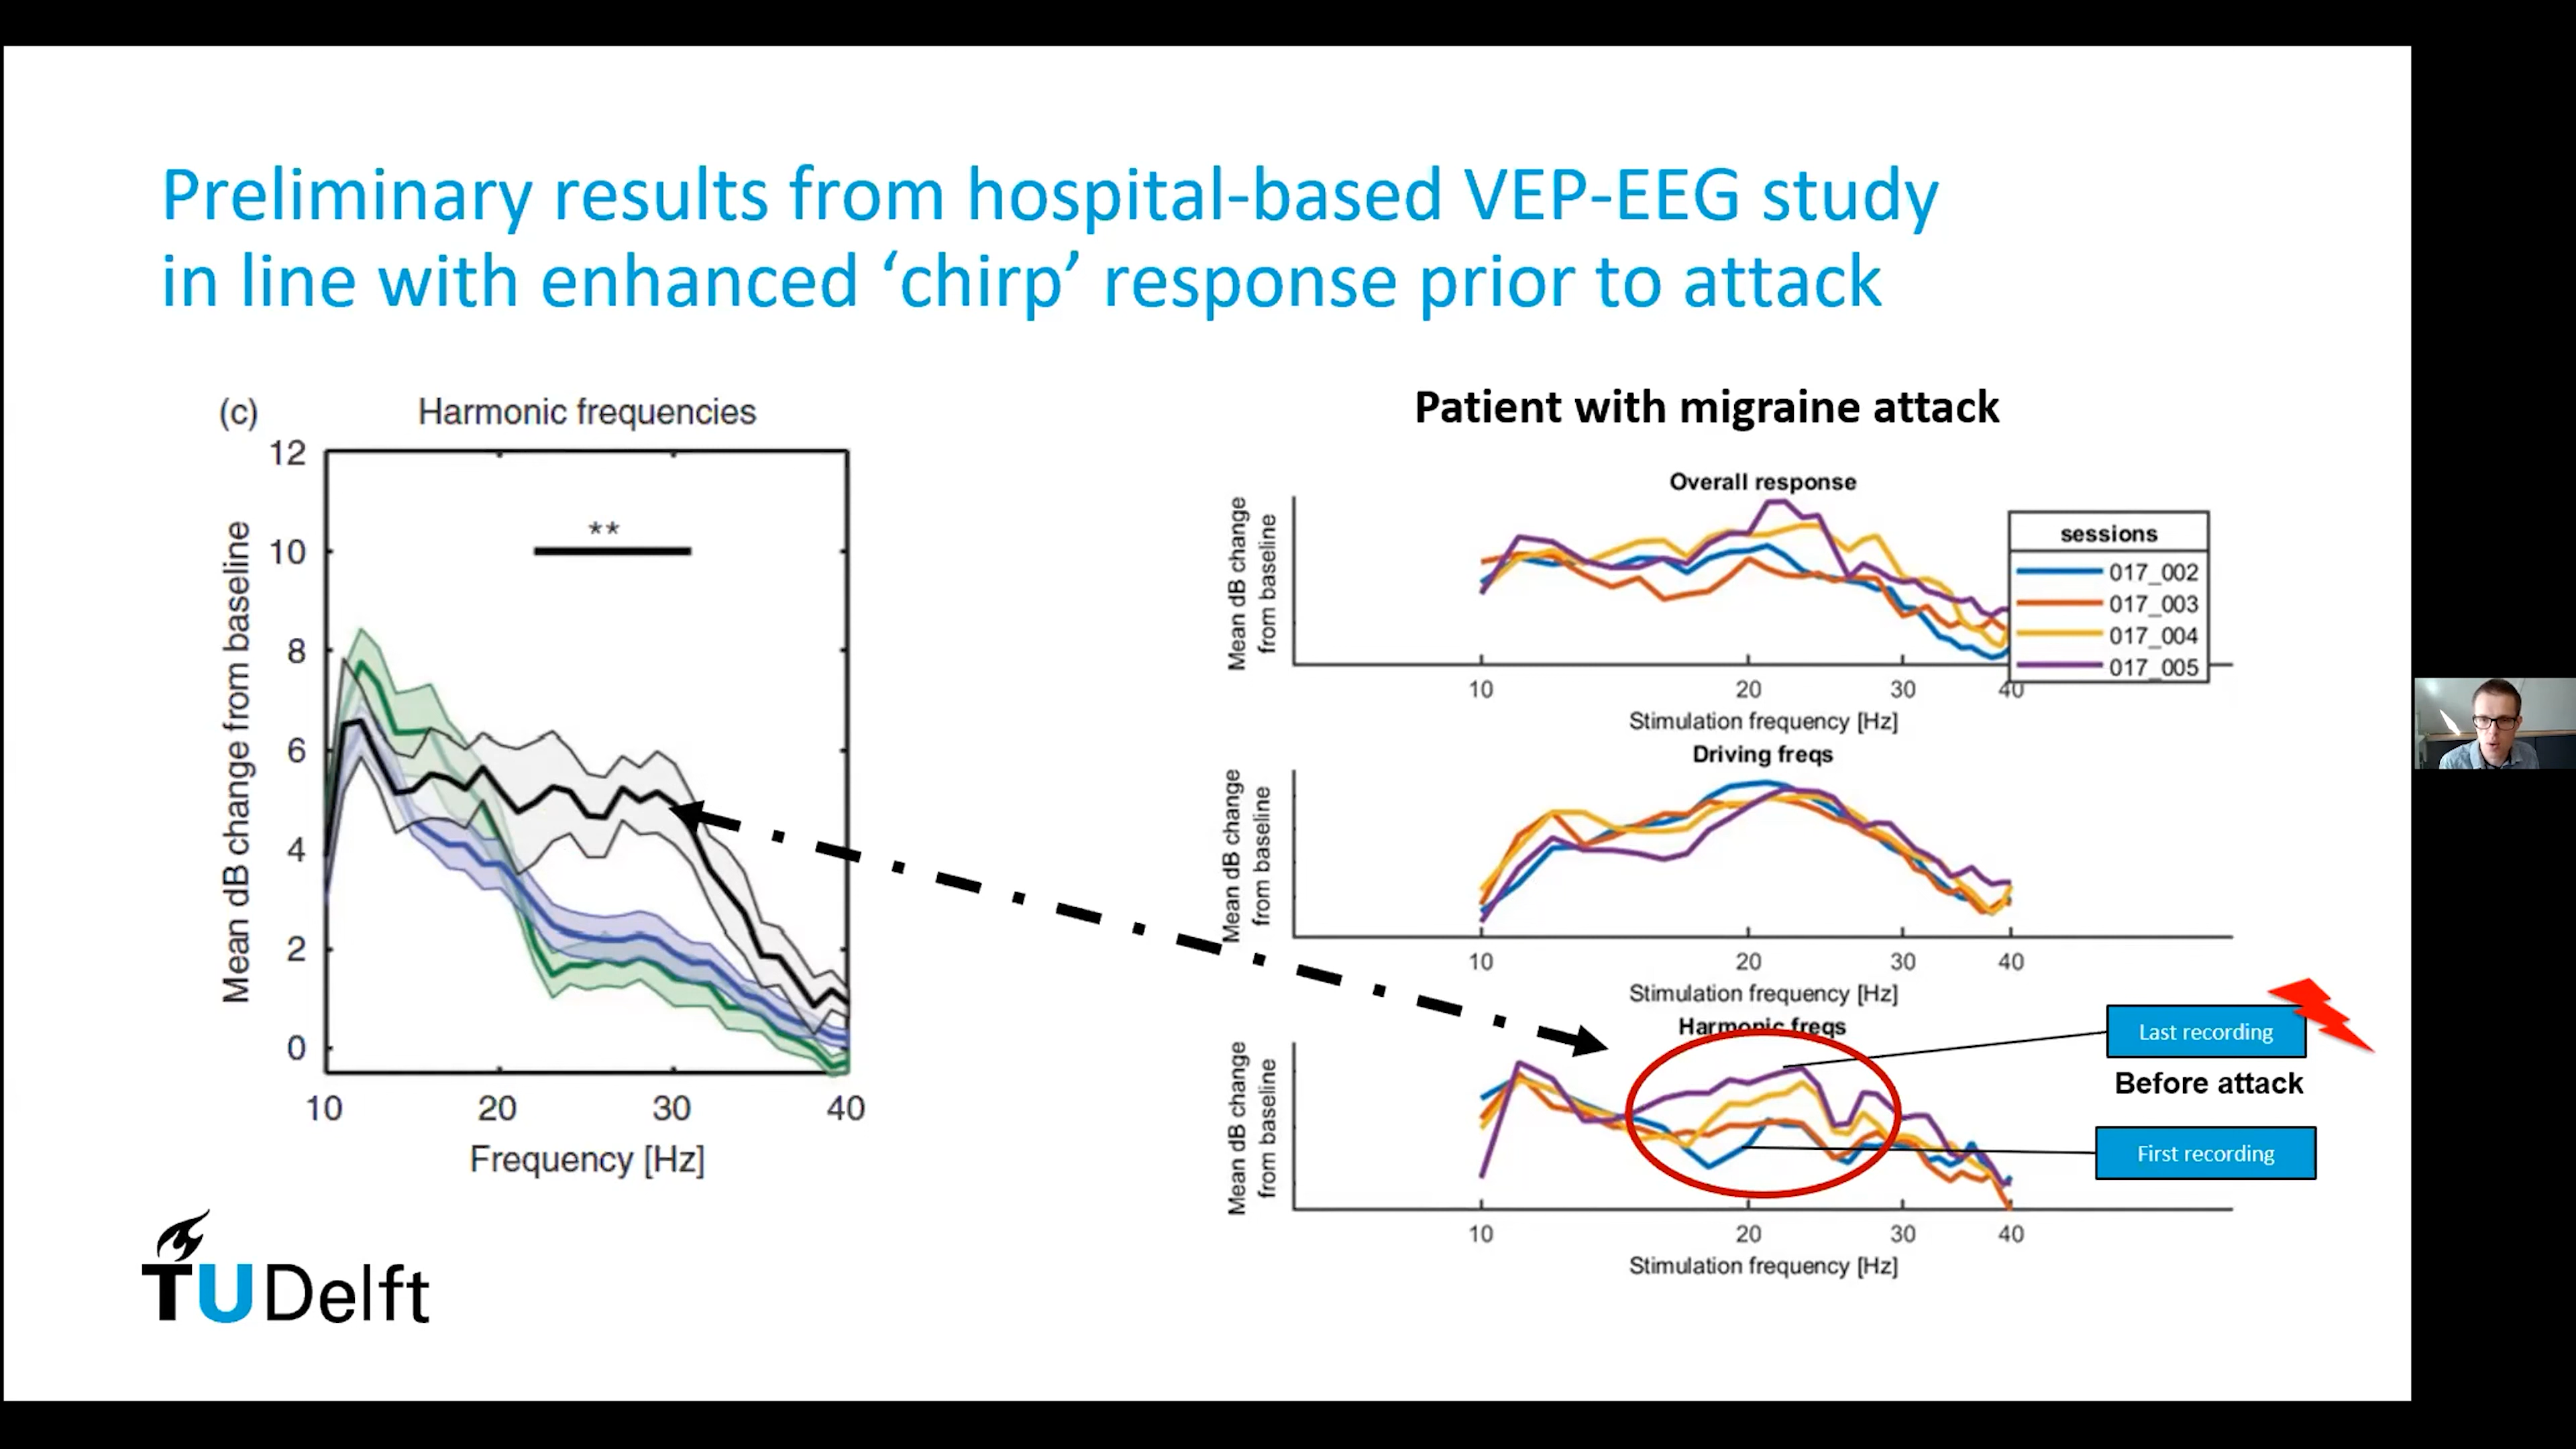 Preliminary results from hospital-based VEP-EEG study
in line with enhanced ‘chirp’ response prior to attack
(c)
Harmonic frequencies
12
10
8
6
4
2
0
**
Mean dB change from baseline
10
20
30
40
Frequency [Hz]
Patient with migraine attack
Overall response
Mean dB change
from baseline
sessions
017_002
017_003
017_004
017_005
10
20
30
40
Stimulation frequency [Hz]
Driving freqs
Mean dB change
from baseline
10
20
30
40
Stimulation frequency [Hz]
Harmonic freqs
Mean dB change
from baseline
Last recording
Before attack
First recording
10
20
30
40
Stimulation frequency [Hz]
TU Delft